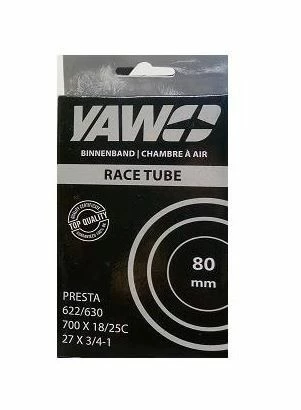 YAWO
BINNENBAND | CHAMBRE À AIR
RACE TUBE
TOP QUALITY
80
mm
PRESTA
622/630
700 X 18/25C
27 X 3/4-1